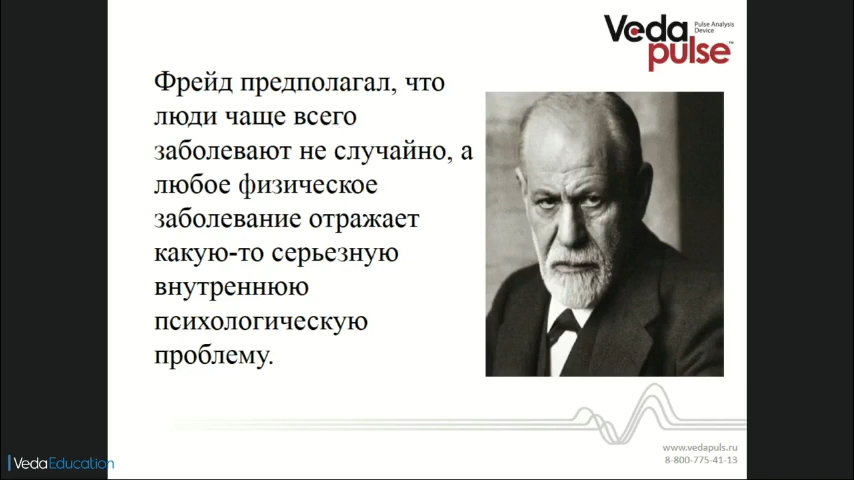 Veda
pulse™
Pulse Analysis
Device
Фрейд предполагал, что
люди чаще всего
заболевают не случайно, а
любое физическое
заболевание отражает
какую-то серьезную
внутреннюю
психологическую
проблему.
www.vedapuls.ru
8-800-775-41-13
VedaEducation